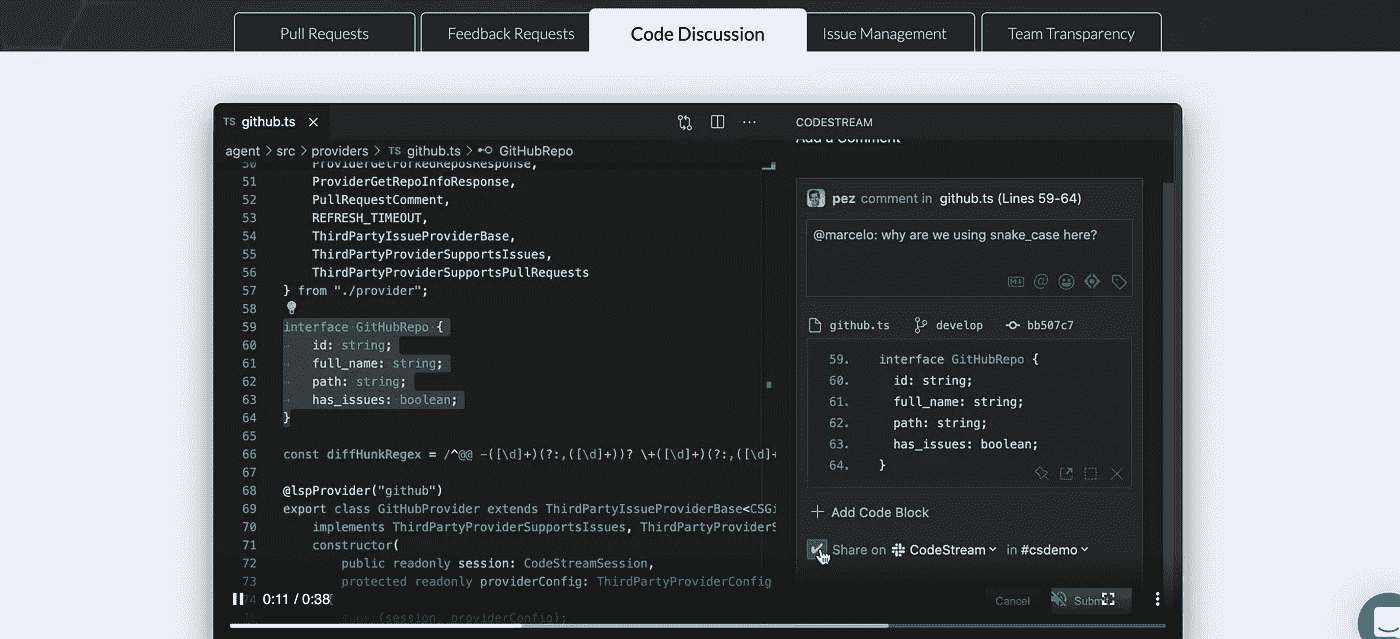 Pull Requests
Feedback Requests
Code Discussion
Issue Management
Team Transparency
TS github.ts
agent > src > providers > TS github.ts > GitHubRepo
50 ProviderGetForkedReposResponse,
51 ProviderGetRepoInfoResponse,
52 PullRequestComment,
53 REFRESH_TIMEOUT,
54 ThirdPartyIssueProviderBase,
55 ThirdPartyProviderSupportsIssues,
56 ThirdPartyProviderSupportsPullRequests
57 } from "./provider";
58
59 interface GitHubRepo {
60 id: string;
61 full_name: string;
62 path: string;
63 has_issues: boolean;
64 }
65
66 const diffHunkRegex = /^@@ -([\d]+)(?:,([\d]+))? \+([\d]+)(?:,([\d]+
67
68 @lspProvider("github")
69 export class GitHubProvider extends ThirdPartyIssueProviderBase<CSGi
70 implements ThirdPartyProviderSupportsIssues, ThirdPartyProviderS
71 constructor(
72 public readonly session: CodeStreamSession,
73 protected readonly providerConfig: ThirdPartyProviderConfig
74
75 super(session, providerConfig);
0:11 / 0:38
CODESTREAM
Add a Comment
pez comment in github.ts (Lines 59-64)
@marcelo: why are we using snake_case here?
github.ts develop bb507c7
59. interface GitHubRepo {
60. id: string;
61. full_name: string;
62. path: string;
63. has_issues: boolean;
64. }
+ Add Code Block
Share on CodeStream in #csdemo
Cancel